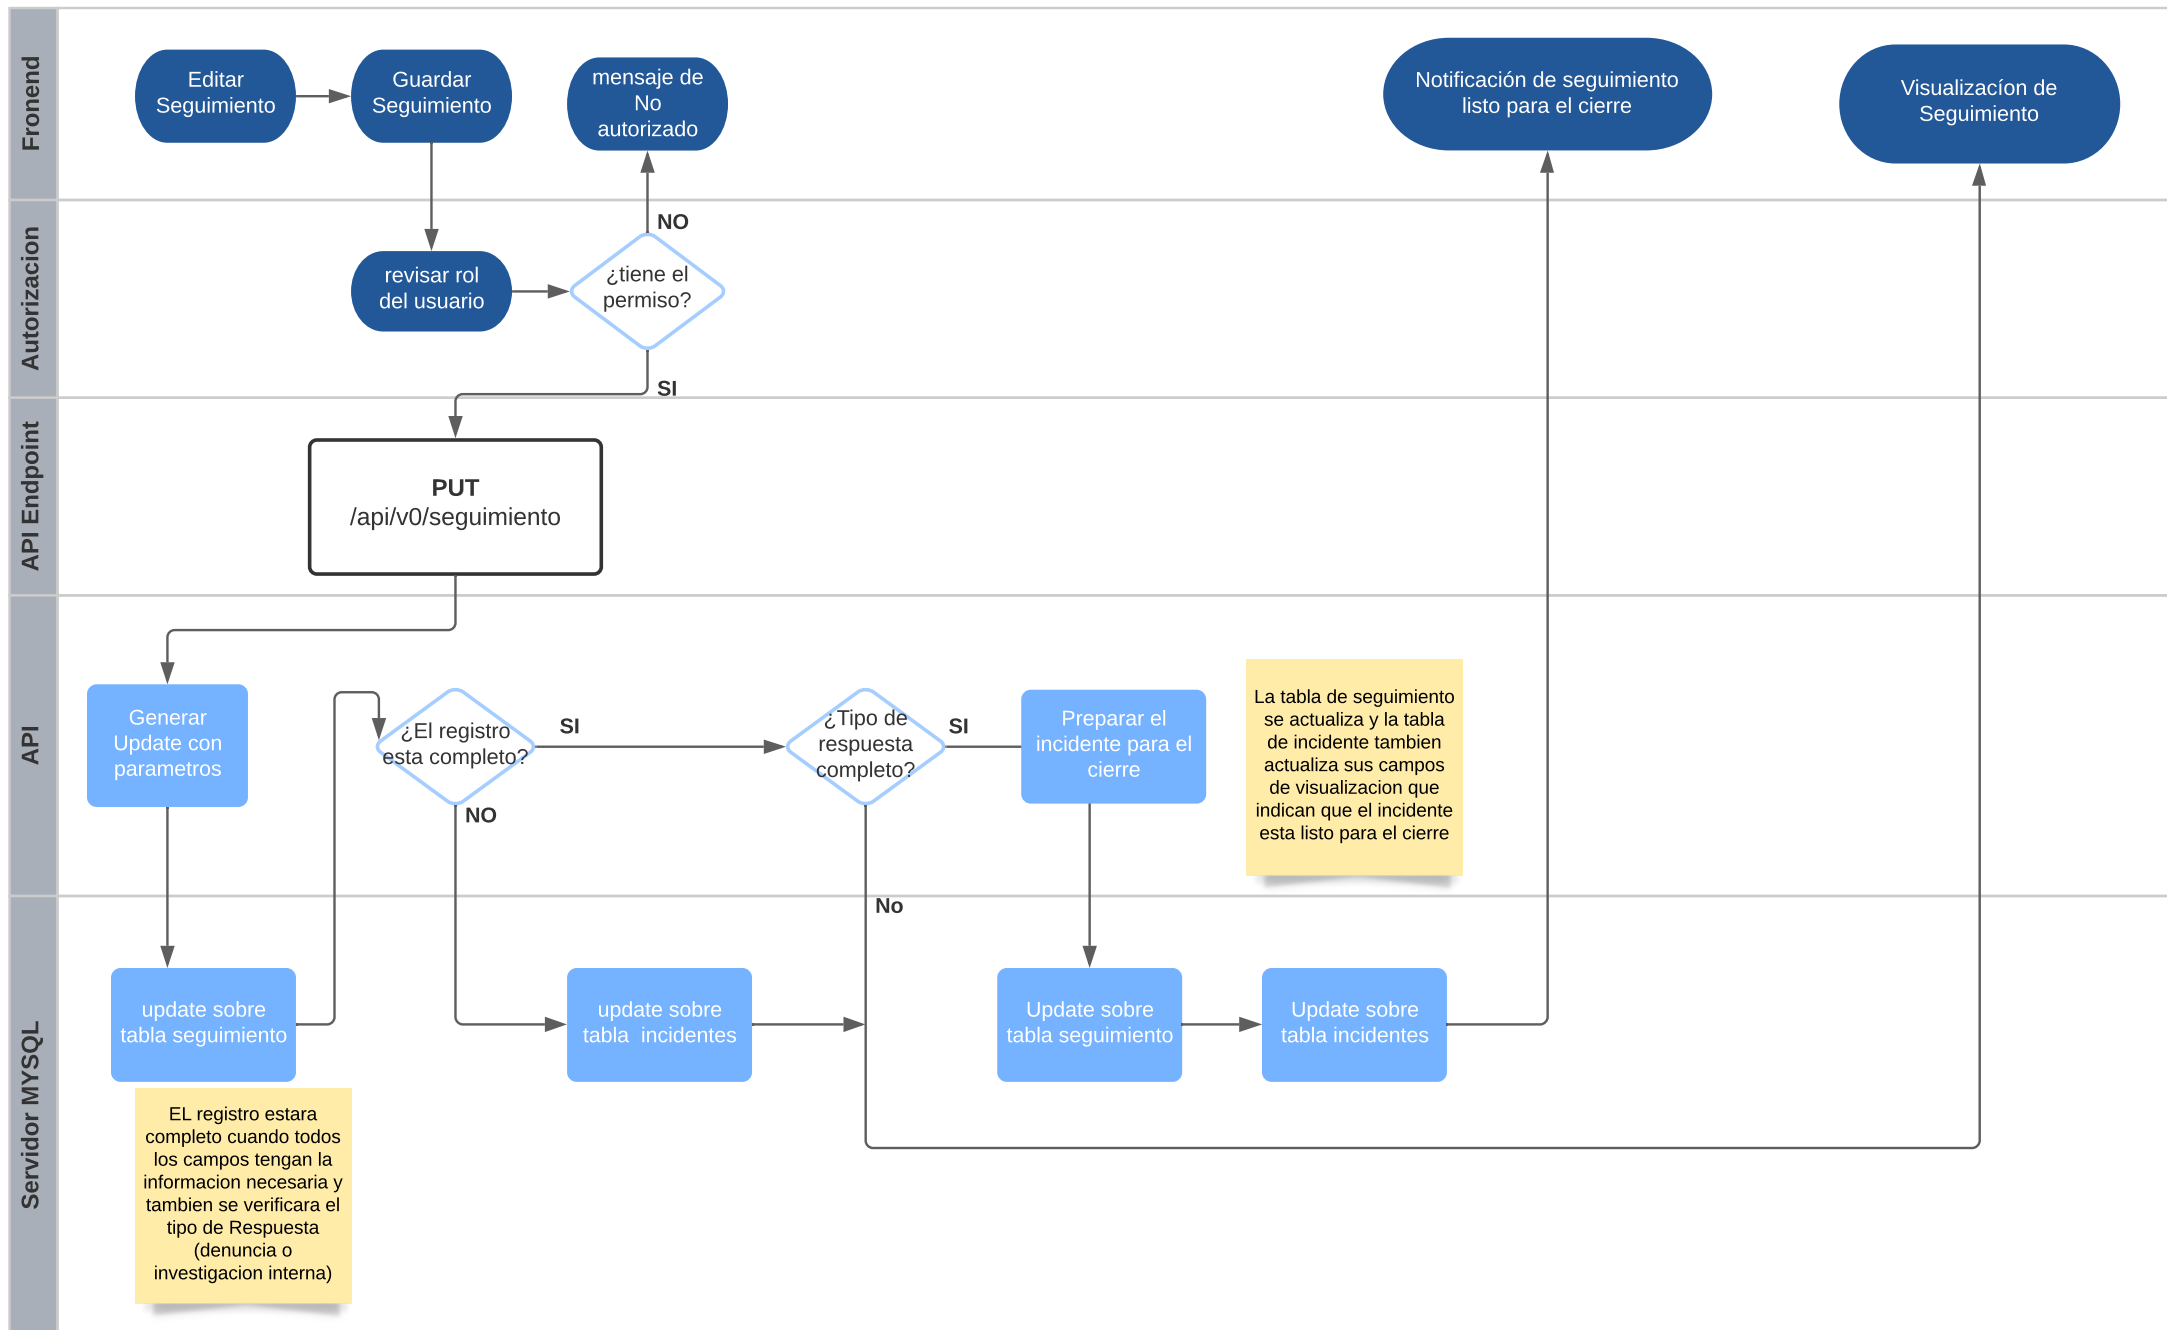 Fronend
Editar
Seguimiento
Guardar
Seguimiento
mensaje de
No
autorizado
Notificación de seguimiento
listo para el cierre
Visualizacíon de
Seguimiento
Autorizacion
revisar rol
del usuario
¿tiene el
permiso?
NO
SI
API Endpoint
PUT
/api/v0/seguimiento
API
Generar
Update con
parametros
¿El registro
esta completo?
SI
NO
¿Tipo de
respuesta
completo?
SI
No
Preparar el
incidente para el
cierre
La tabla de seguimiento
se actualiza y la tabla
de incidente tambien
actualiza sus campos
de visualizacion que
indican que el incidente
esta listo para el cierre
Servidor MYSQL
update sobre
tabla seguimiento
update sobre
tabla  incidentes
Update sobre
tabla seguimiento
Update sobre
tabla incidentes
EL registro estara
completo cuando todos
los campos tengan la
informacion necesaria y
tambien se verificara el
tipo de Respuesta
(denuncia o
investigacion interna)